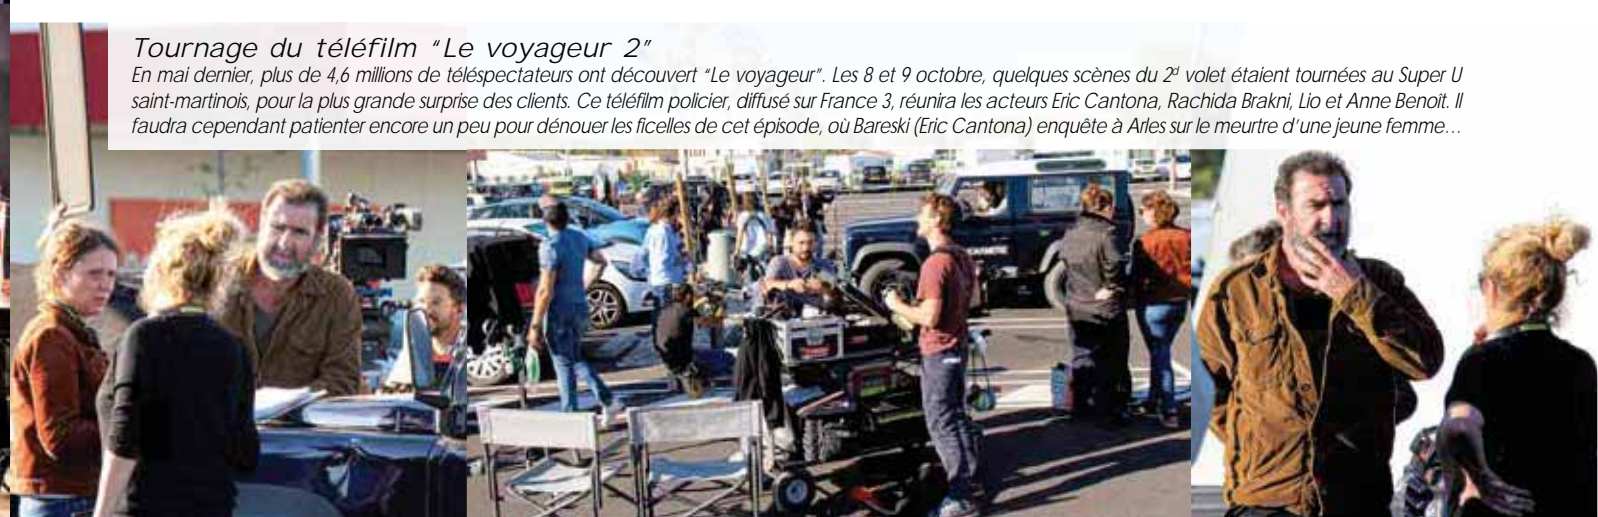 Tournage du téléfilm “Le voyageur 2”
En mai dernier, plus de 4,6 millions de téléspectateurs ont découvert “Le voyageur”. Les 8 et 9 octobre, quelques scènes du 2d volet étaient tournées au Super U
saint-martinois, pour la plus grande surprise des clients. Ce téléfilm policier, diffusé sur France 3, réunira les acteurs Eric Cantona, Rachida Brakni, Lio et Anne Benoît. Il
faudra cependant patienter encore un peu pour dénouer les ficelles de cet épisode, où Bareski (Eric Cantona) enquête à Arles sur le meurtre d’une jeune femme…